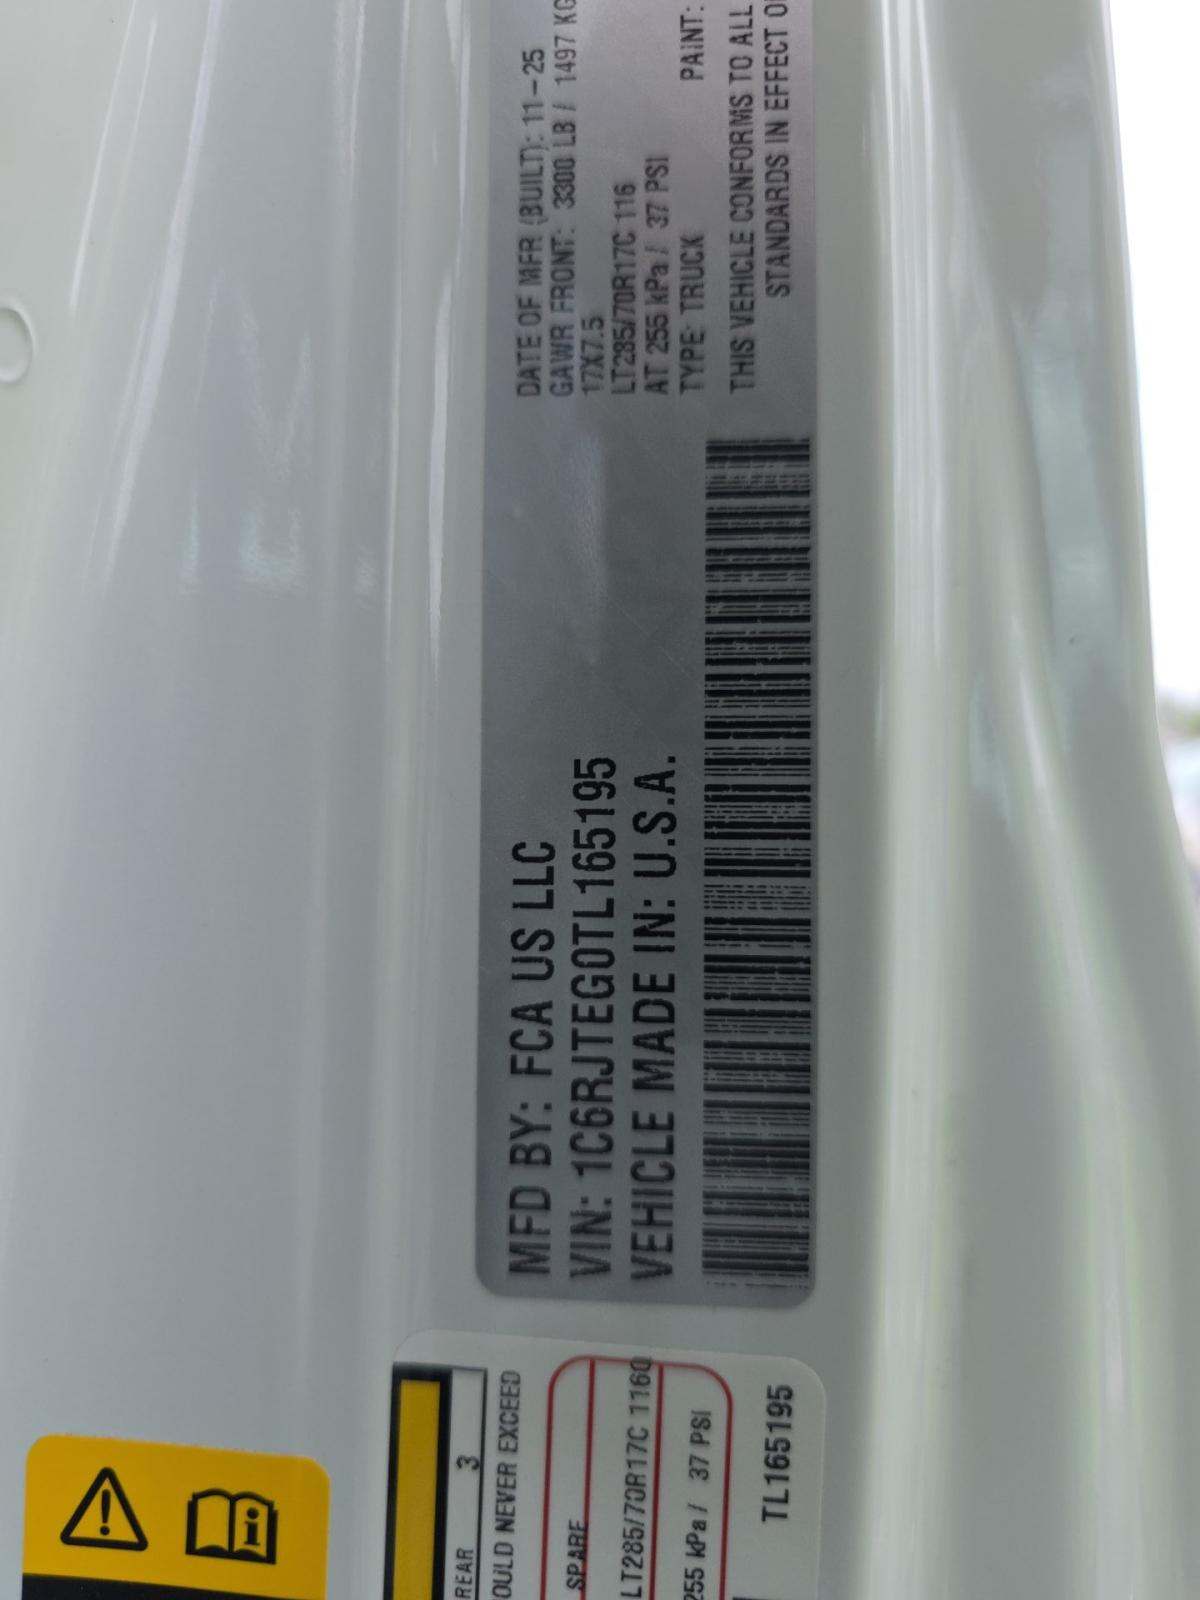 MFD BY: FCA US LLC
VIN: 1C6RJTEG0TL165195
VEHICLE MADE IN: U.S.A.
DATE OF MFR (BUILT): 11-25
GAWR FRONT: 3300 LB / 1497 KG
17X7.5
LT285/70R17C 116
AT 255 kPa / 37 PSI
TYPE: TRUCK
PAINT:
THIS VEHICLE CONFORMS TO ALL
STANDARDS IN EFFECT
REAR 3
OULD NEVER EXCEED
SPARE
LT285/70R17C 116Q
255 kPa / 37 PSI
TL165195